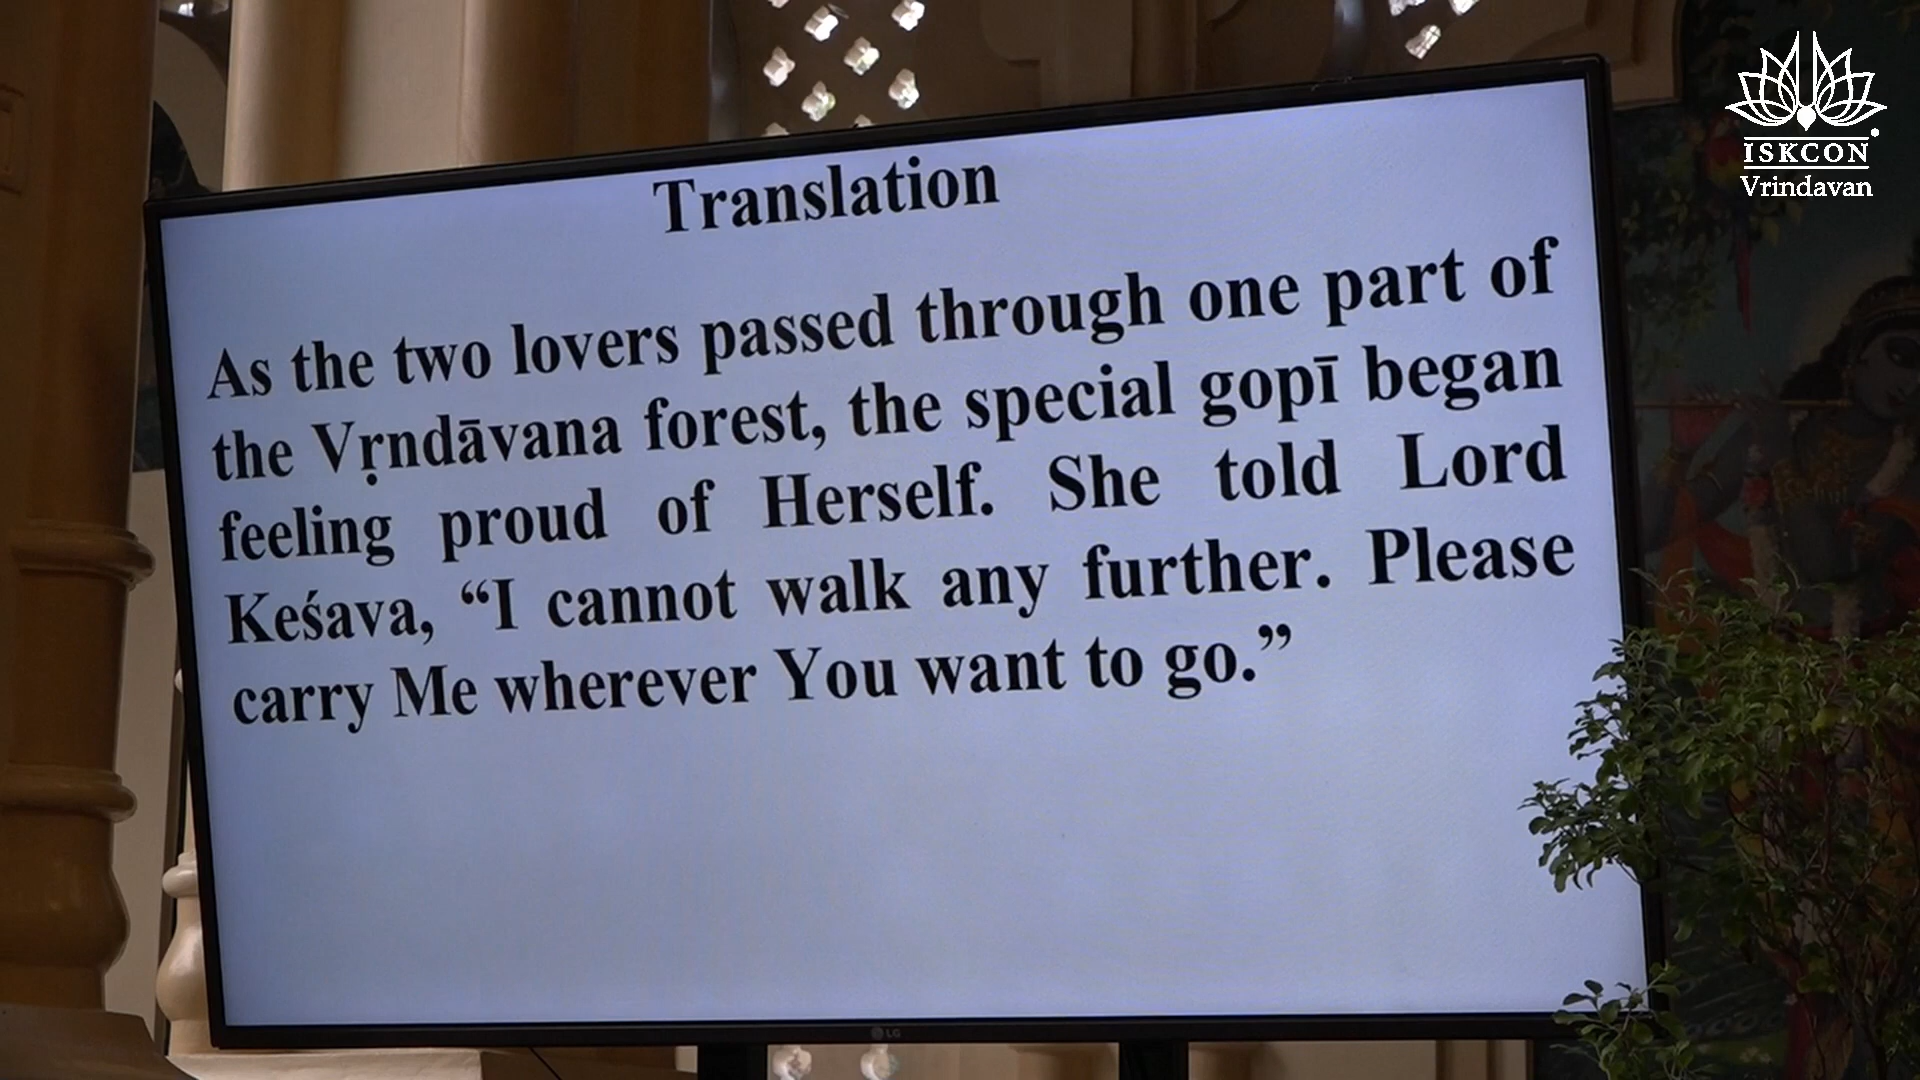 Translation
As the two lovers passed through one part of
the Vṛndāvana forest, the special gopī began
feeling proud of Herself. She told Lord
Keśava, “I cannot walk any further. Please
carry Me wherever You want to go.”
LG
ISKCON
Vrindavan